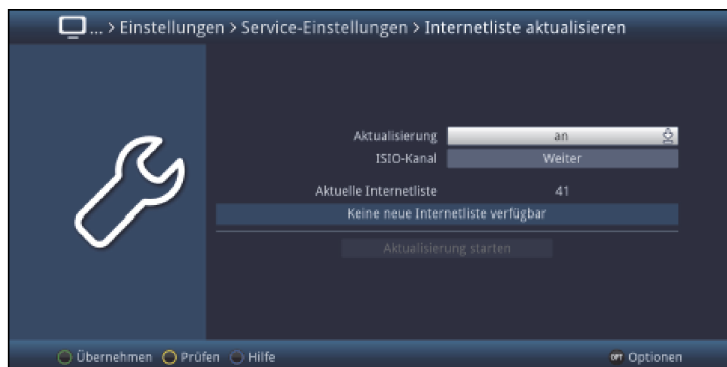 ... > Einstellungen > Service-Einstellungen > Internetliste aktualisieren
Aktualisierung an
ISIO-Kanal Weiter
Aktuelle Internetliste 41
Keine neue Internetliste verfügbar
Aktualisierung starten
Übernehmen Prüfen Hilfe OPT Optionen